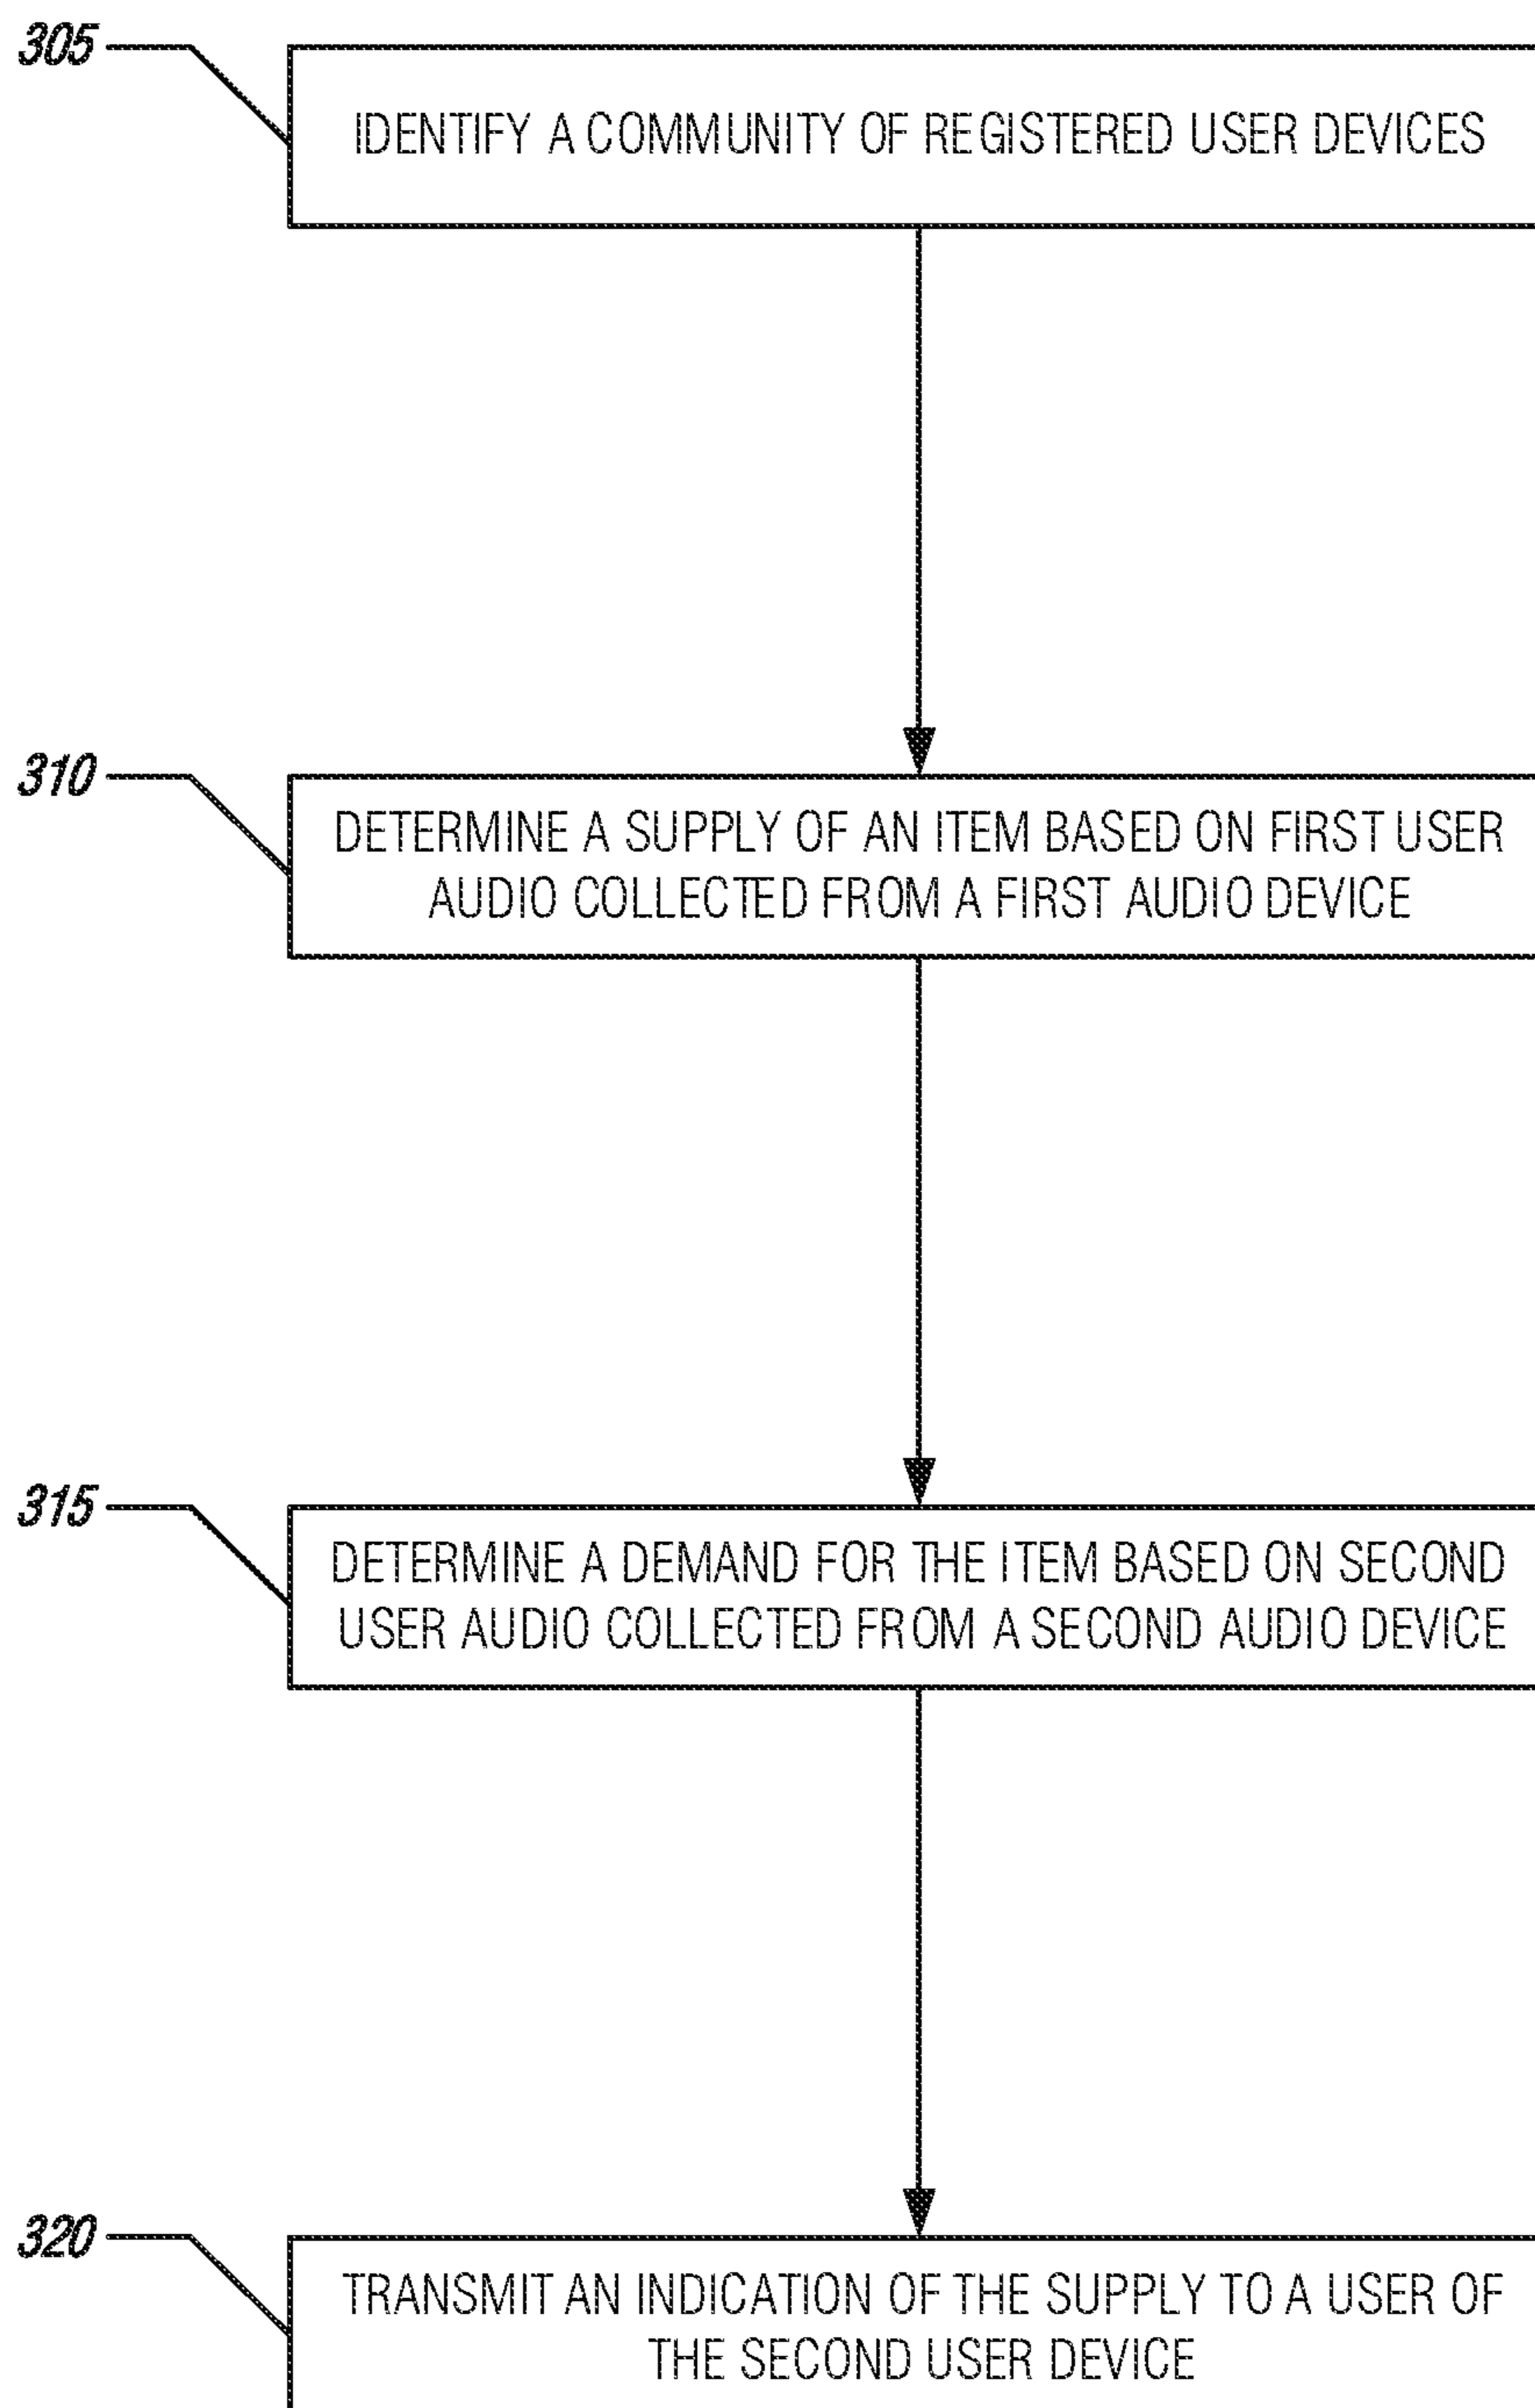 305
IDENTIFY A COMMUNITY OF REGISTERED USER DEVICES
310
DETERMINE A SUPPLY OF AN ITEM BASED ON FIRST USER
AUDIO COLLECTED FROM A FIRST AUDIO DEVICE
315
DETERMINE A DEMAND FOR THE ITEM BASED ON SECOND
USER AUDIO COLLECTED FROM A SECOND AUDIO DEVICE
320
TRANSMIT AN INDICATION OF THE SUPPLY TO A USER OF
THE SECOND USER DEVICE